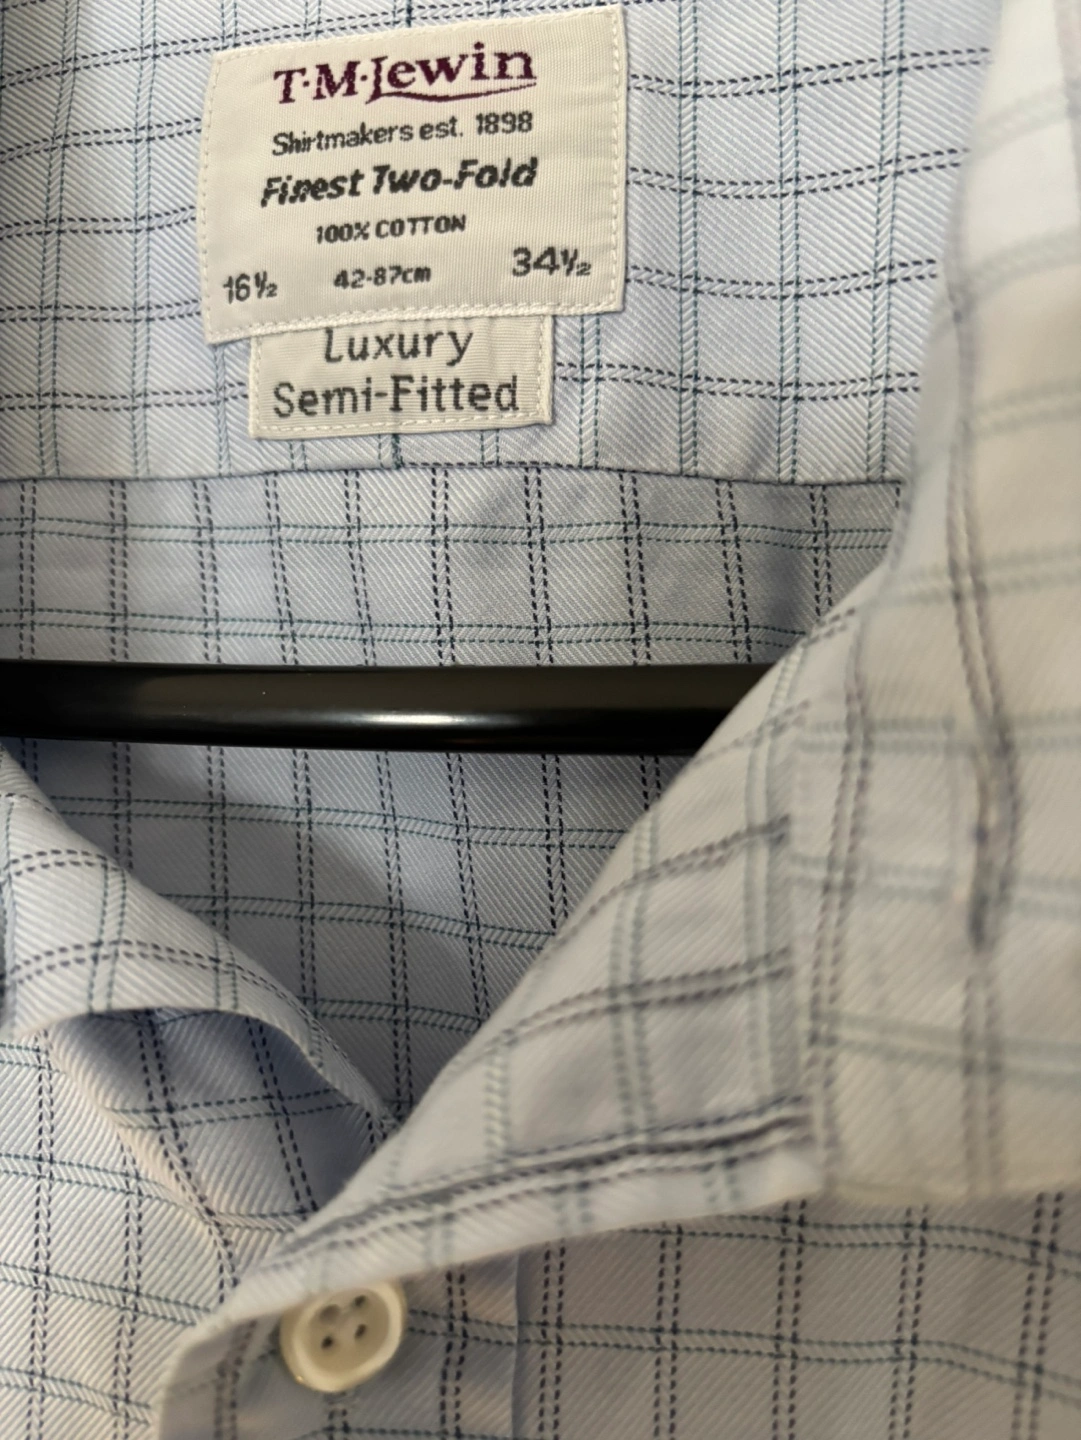 T·M·Lewin
Shirtmakers est. 1898
Finest Two-Fold
100% COTTON
16½ 42-87cm 34½
Luxury
Semi-Fitted